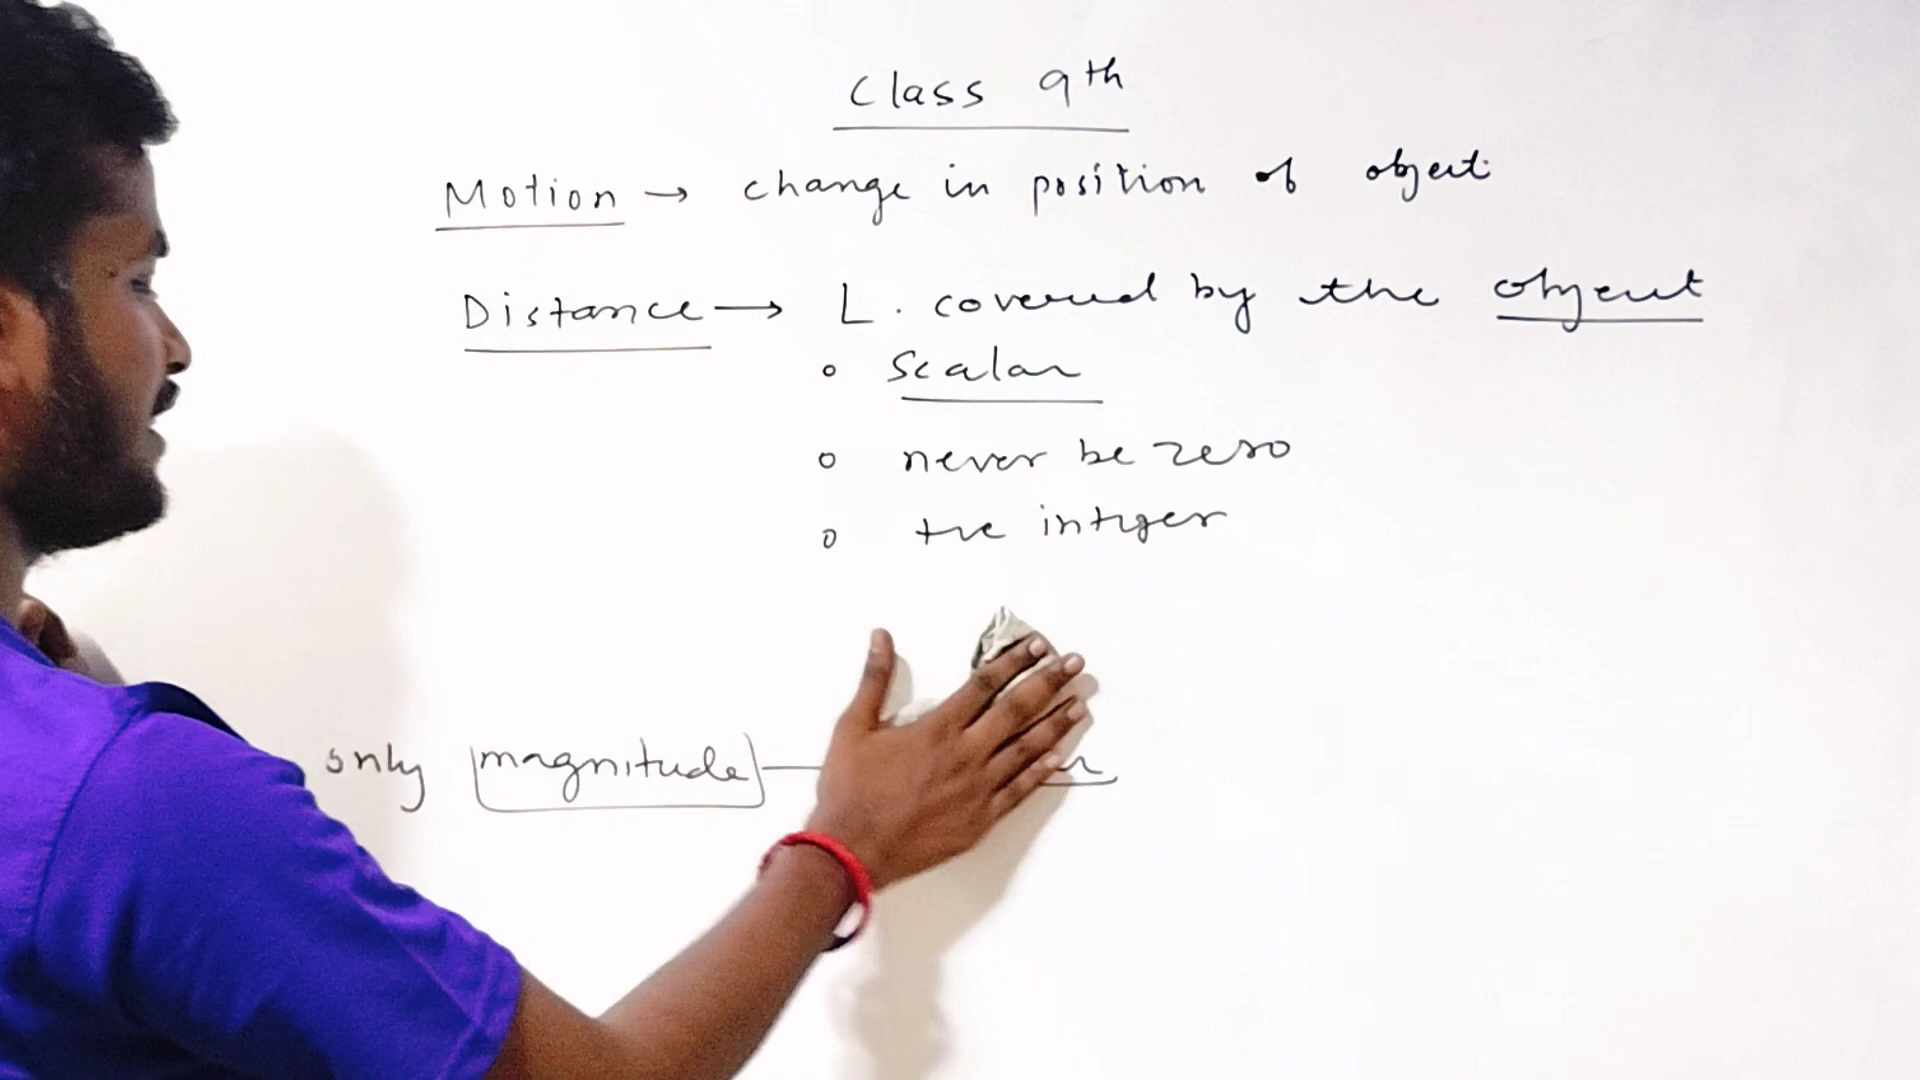 Class 9th
Motion → change in position of object
Distance → L. covered by the object
o scalar
o never be zero
o +ve integer
only magnitude